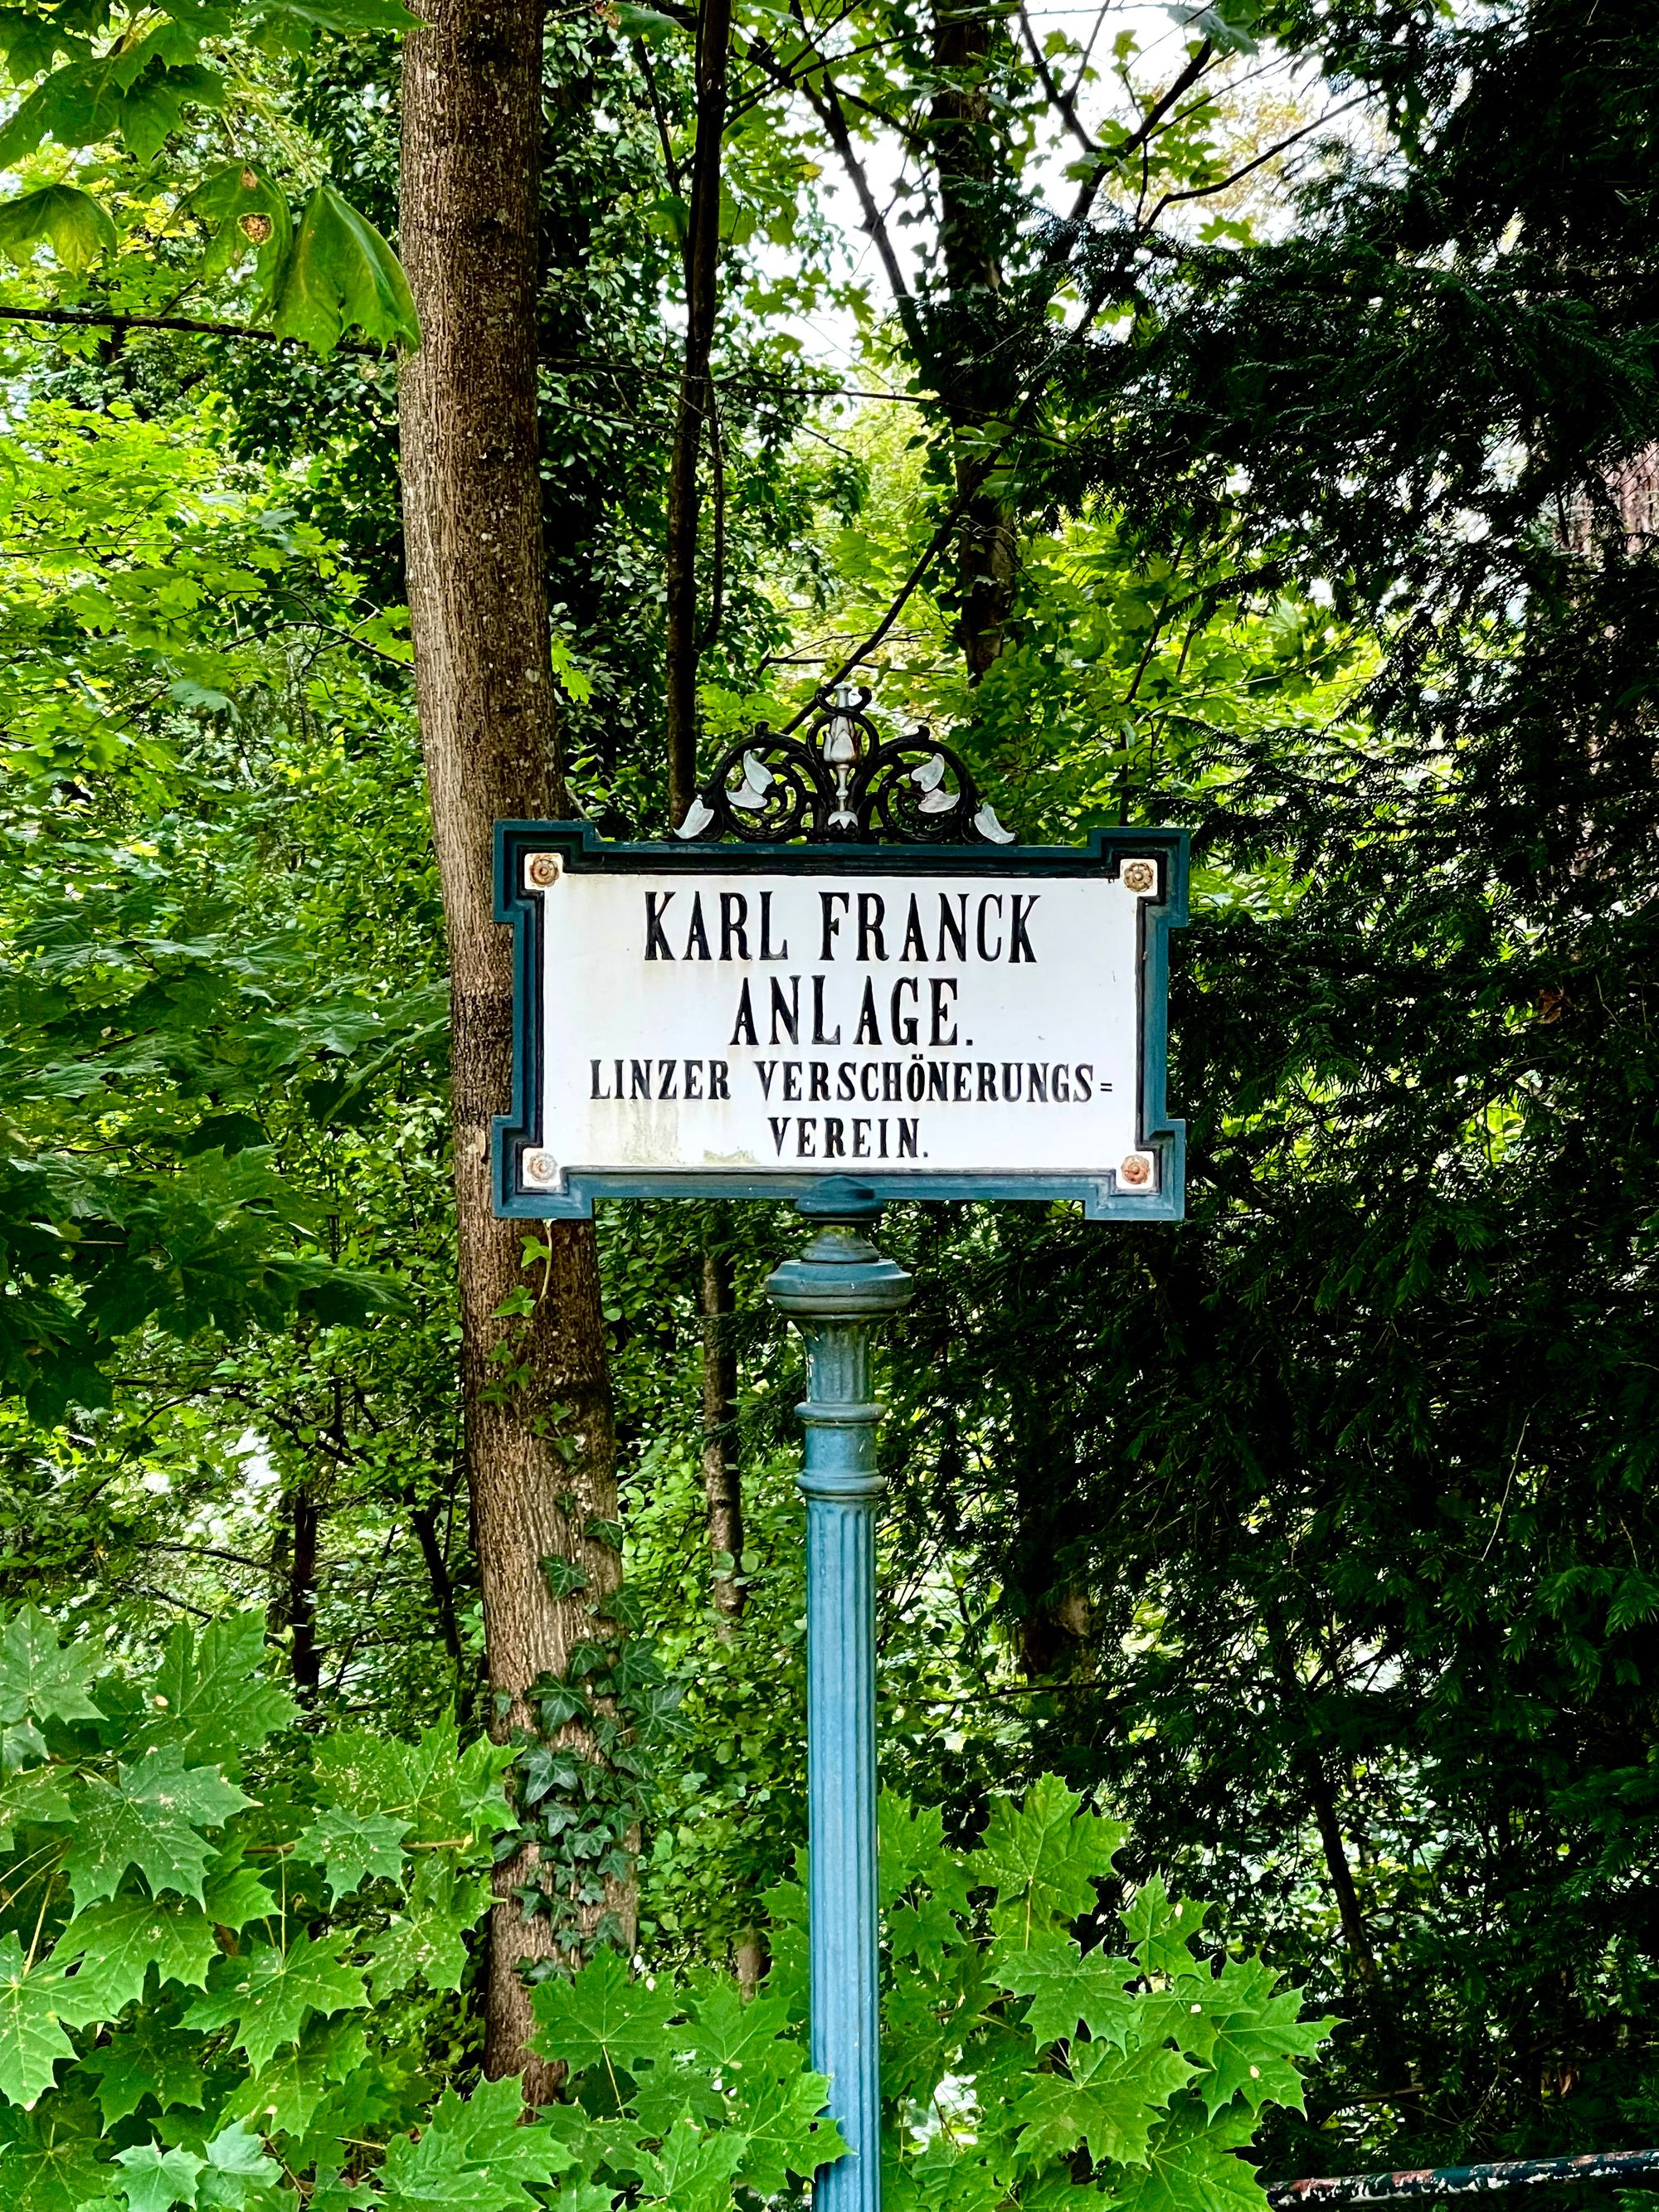 KARL FRANCK
ANLAGE.
LINZER VERSCHÖNERUNGS=
VEREIN.